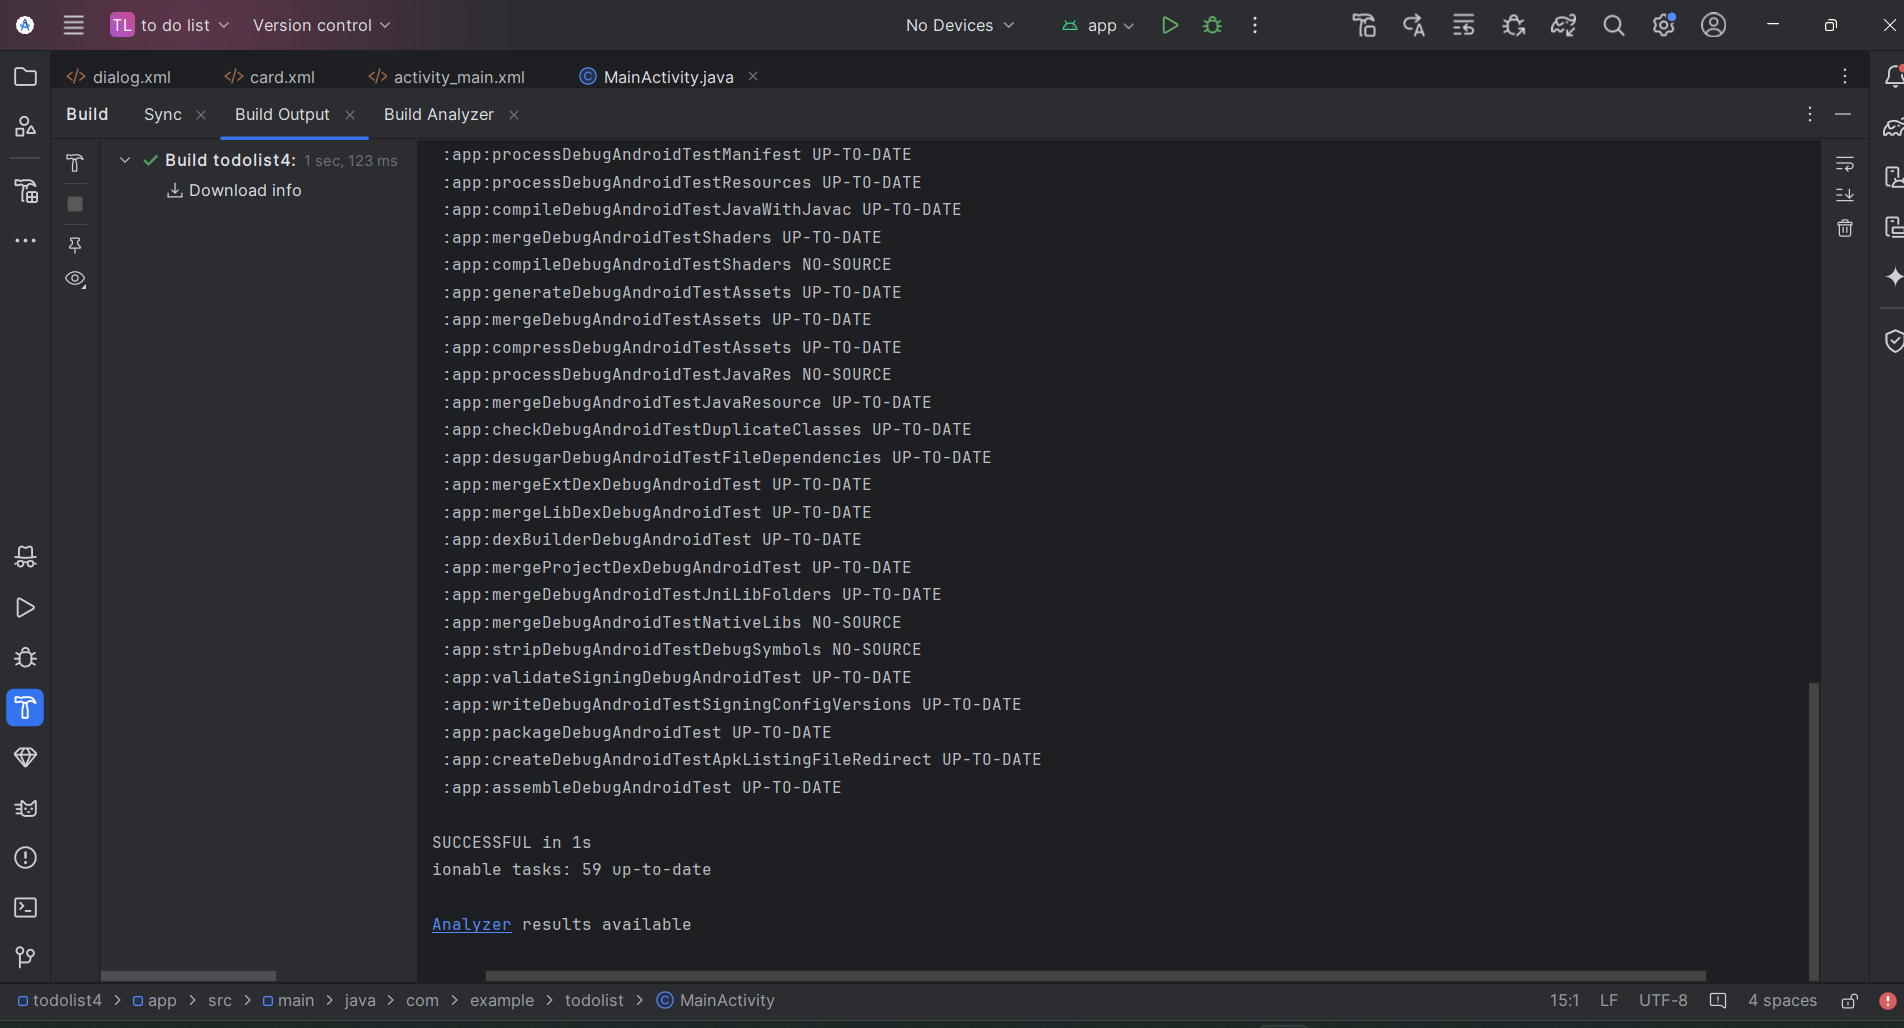 TL to do list Version control No Devices app
dialog.xml card.xml activity_main.xml MainActivity.java
Build Sync Build Output Build Analyzer
Build todolist4: 1 sec, 123 ms
Download info
:app:processDebugAndroidTestManifest UP-TO-DATE
:app:processDebugAndroidTestResources UP-TO-DATE
:app:compileDebugAndroidTestJavaWithJavac UP-TO-DATE
:app:mergeDebugAndroidTestShaders UP-TO-DATE
:app:compileDebugAndroidTestShaders NO-SOURCE
:app:generateDebugAndroidTestAssets UP-TO-DATE
:app:mergeDebugAndroidTestAssets UP-TO-DATE
:app:compressDebugAndroidTestAssets UP-TO-DATE
:app:processDebugAndroidTestJavaRes NO-SOURCE
:app:mergeDebugAndroidTestJavaResource UP-TO-DATE
:app:checkDebugAndroidTestDuplicateClasses UP-TO-DATE
:app:desugarDebugAndroidTestFileDependencies UP-TO-DATE
:app:mergeExtDexDebugAndroidTest UP-TO-DATE
:app:mergeLibDexDebugAndroidTest UP-TO-DATE
:app:dexBuilderDebugAndroidTest UP-TO-DATE
:app:mergeProjectDexDebugAndroidTest UP-TO-DATE
:app:mergeDebugAndroidTestJniLibFolders UP-TO-DATE
:app:mergeDebugAndroidTestNativeLibs NO-SOURCE
:app:stripDebugAndroidTestDebugSymbols NO-SOURCE
:app:validateSigningDebugAndroidTest UP-TO-DATE
:app:writeDebugAndroidTestSigningConfigVersions UP-TO-DATE
:app:packageDebugAndroidTest UP-TO-DATE
:app:createDebugAndroidTestApkListingFileRedirect UP-TO-DATE
:app:assembleDebugAndroidTest UP-TO-DATE
SUCCESSFUL in 1s
ionable tasks: 59 up-to-date
Analyzer results available
todolist4 > app > src > main > java > com > example > todolist > MainActivity 15:1 LF UTF-8 4 spaces